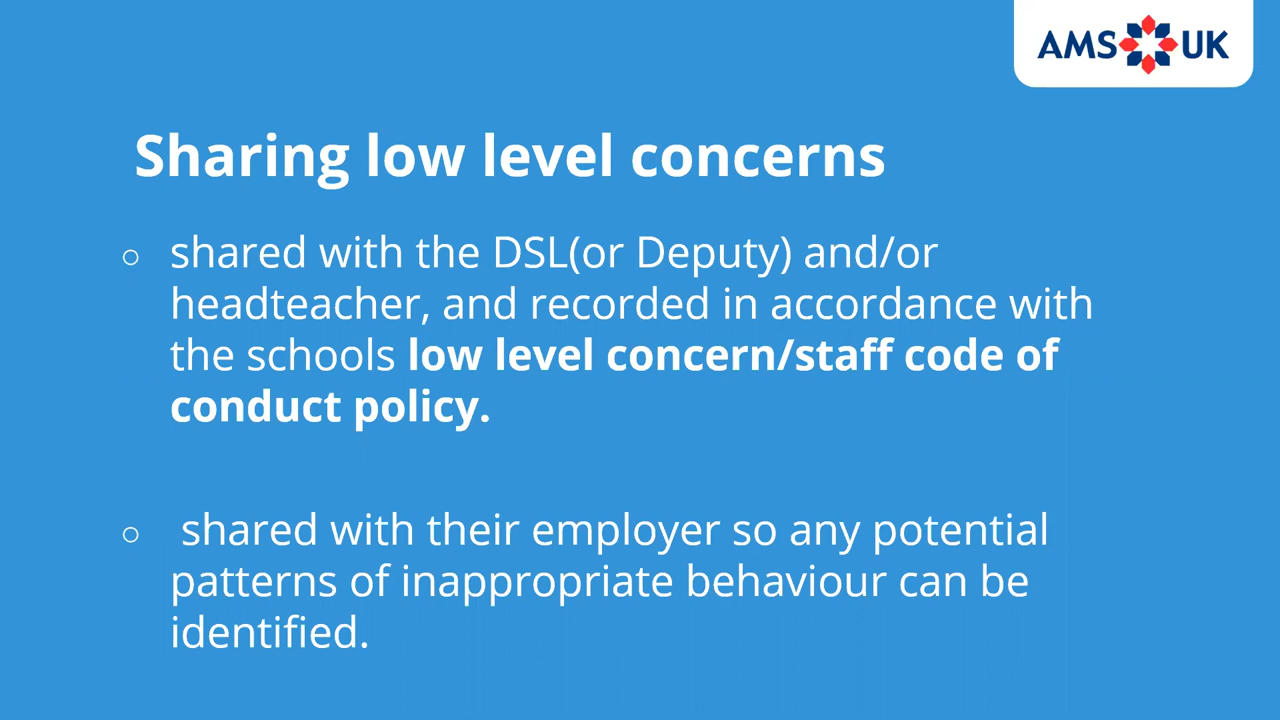 AMS UK
Sharing low level concerns
○ shared with the DSL(or Deputy) and/or
headteacher, and recorded in accordance with
the schools low level concern/staff code of
conduct policy.
○ shared with their employer so any potential
patterns of inappropriate behaviour can be
identified.